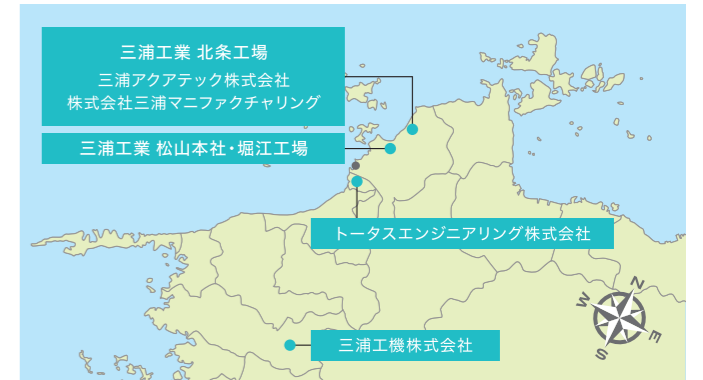 三浦工業 北条工場
三浦アクアテック株式会社
株式会社三浦マニファクチャリング
三浦工業 松山本社・堀江工場
トータスエンジニアリング株式会社
三浦工機株式会社
N
W
E
S